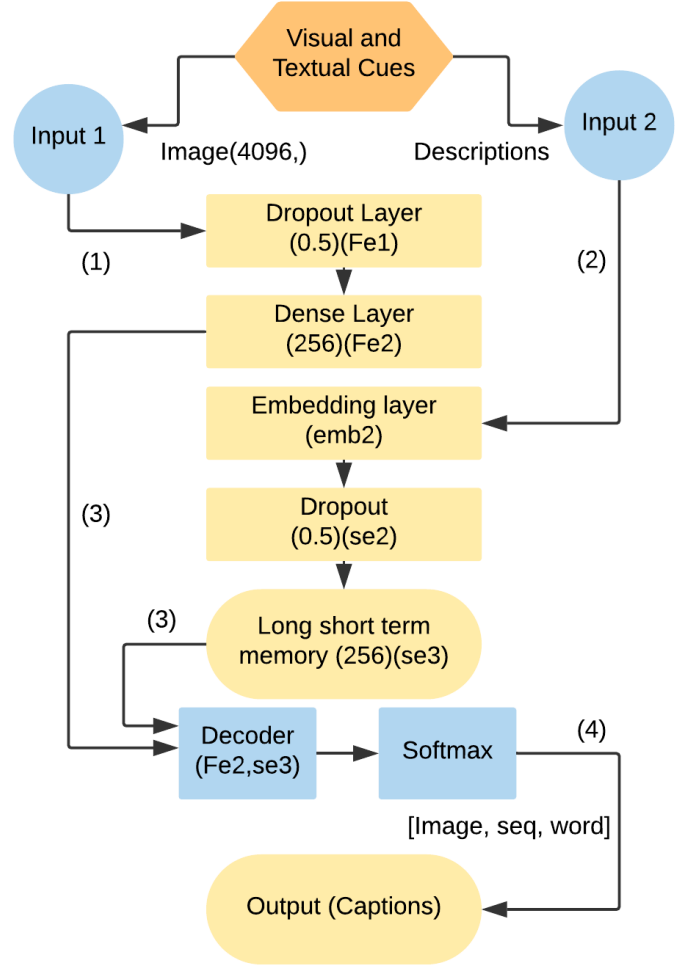 Visual and
Textual Cues
Input 1
Input 2
Image(4096,)
Descriptions
Dropout Layer
(0.5)(Fe1)
(1)
(2)
Dense Layer
(256)(Fe2)
Embedding layer
(emb2)
Dropout
(0.5)(se2)
(3)
Long short term
memory (256)(se3)
(3)
Decoder
(Fe2,se3)
Softmax
(4)
[Image, seq, word]
Output (Captions)